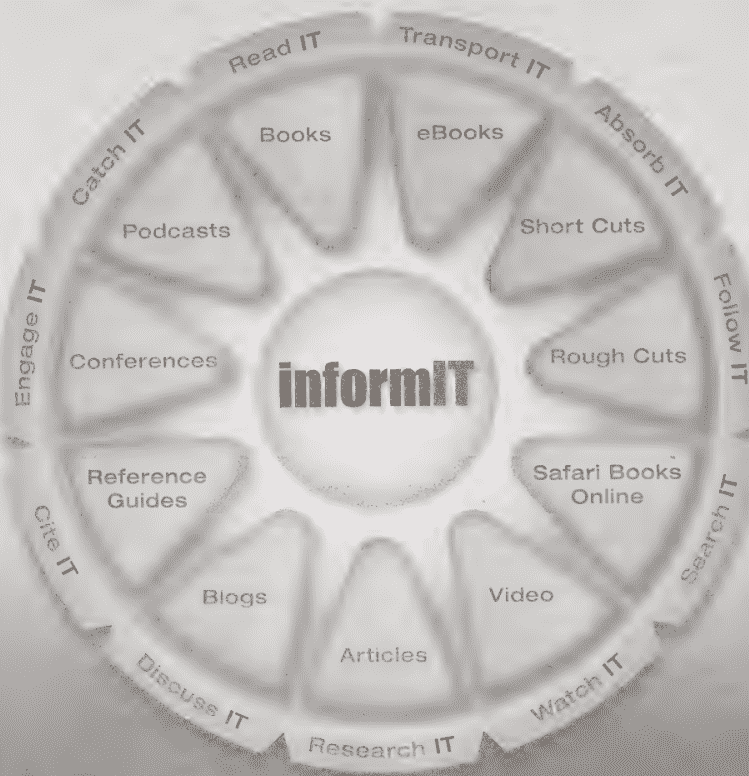 Read IT
Transport IT
Absorb IT
Follow IT
Search IT
Watch IT
Research IT
Discuss IT
Cite IT
Engage IT
Catch IT
Books
eBooks
Short Cuts
Rough Cuts
Safari Books
Online
Video
Articles
Blogs
Reference
Guides
Conferences
Podcasts
informIT